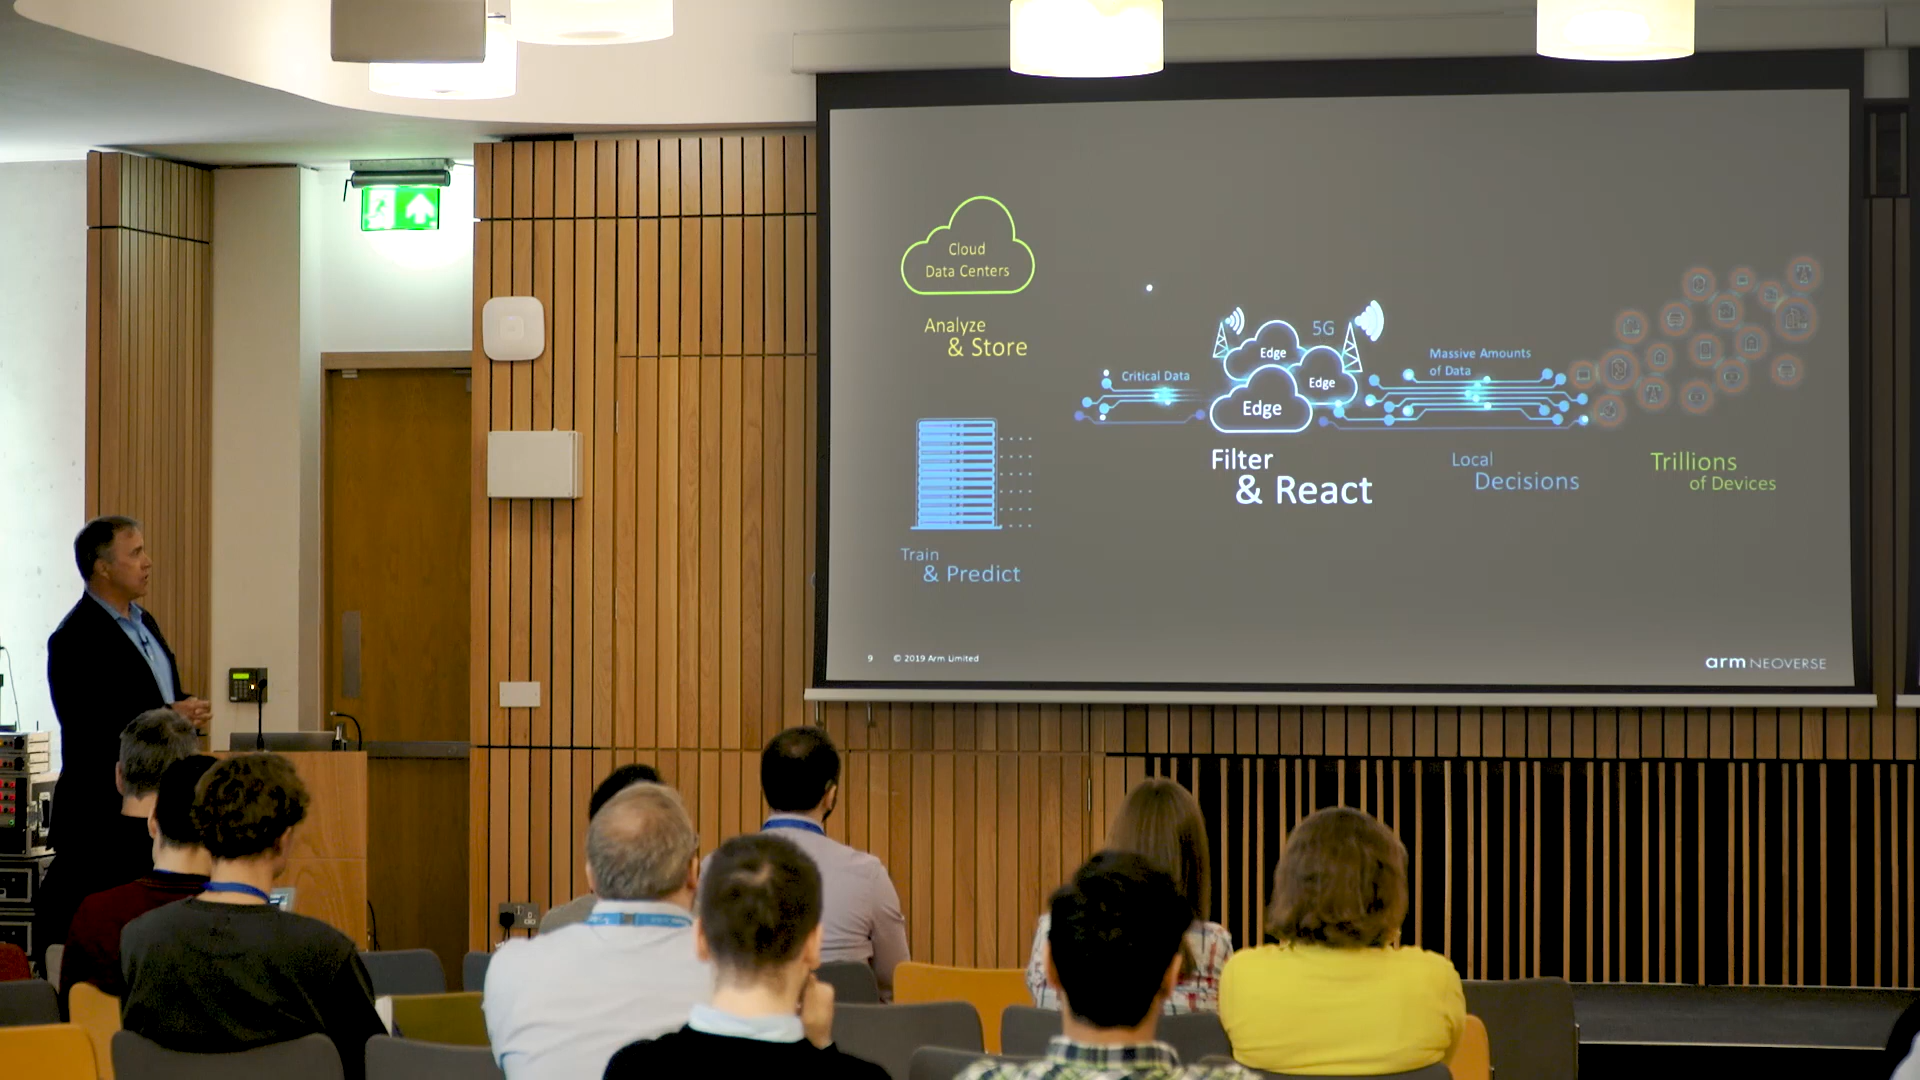 Cloud
Data Centers
Analyze
& Store
Train
& Predict
Critical Data
5G
Edge
Edge
Edge
Filter
& React
Massive Amounts
of Data
Local
Decisions
Trillions
of Devices
9 © 2019 Arm Limited
arm NEOVERSE